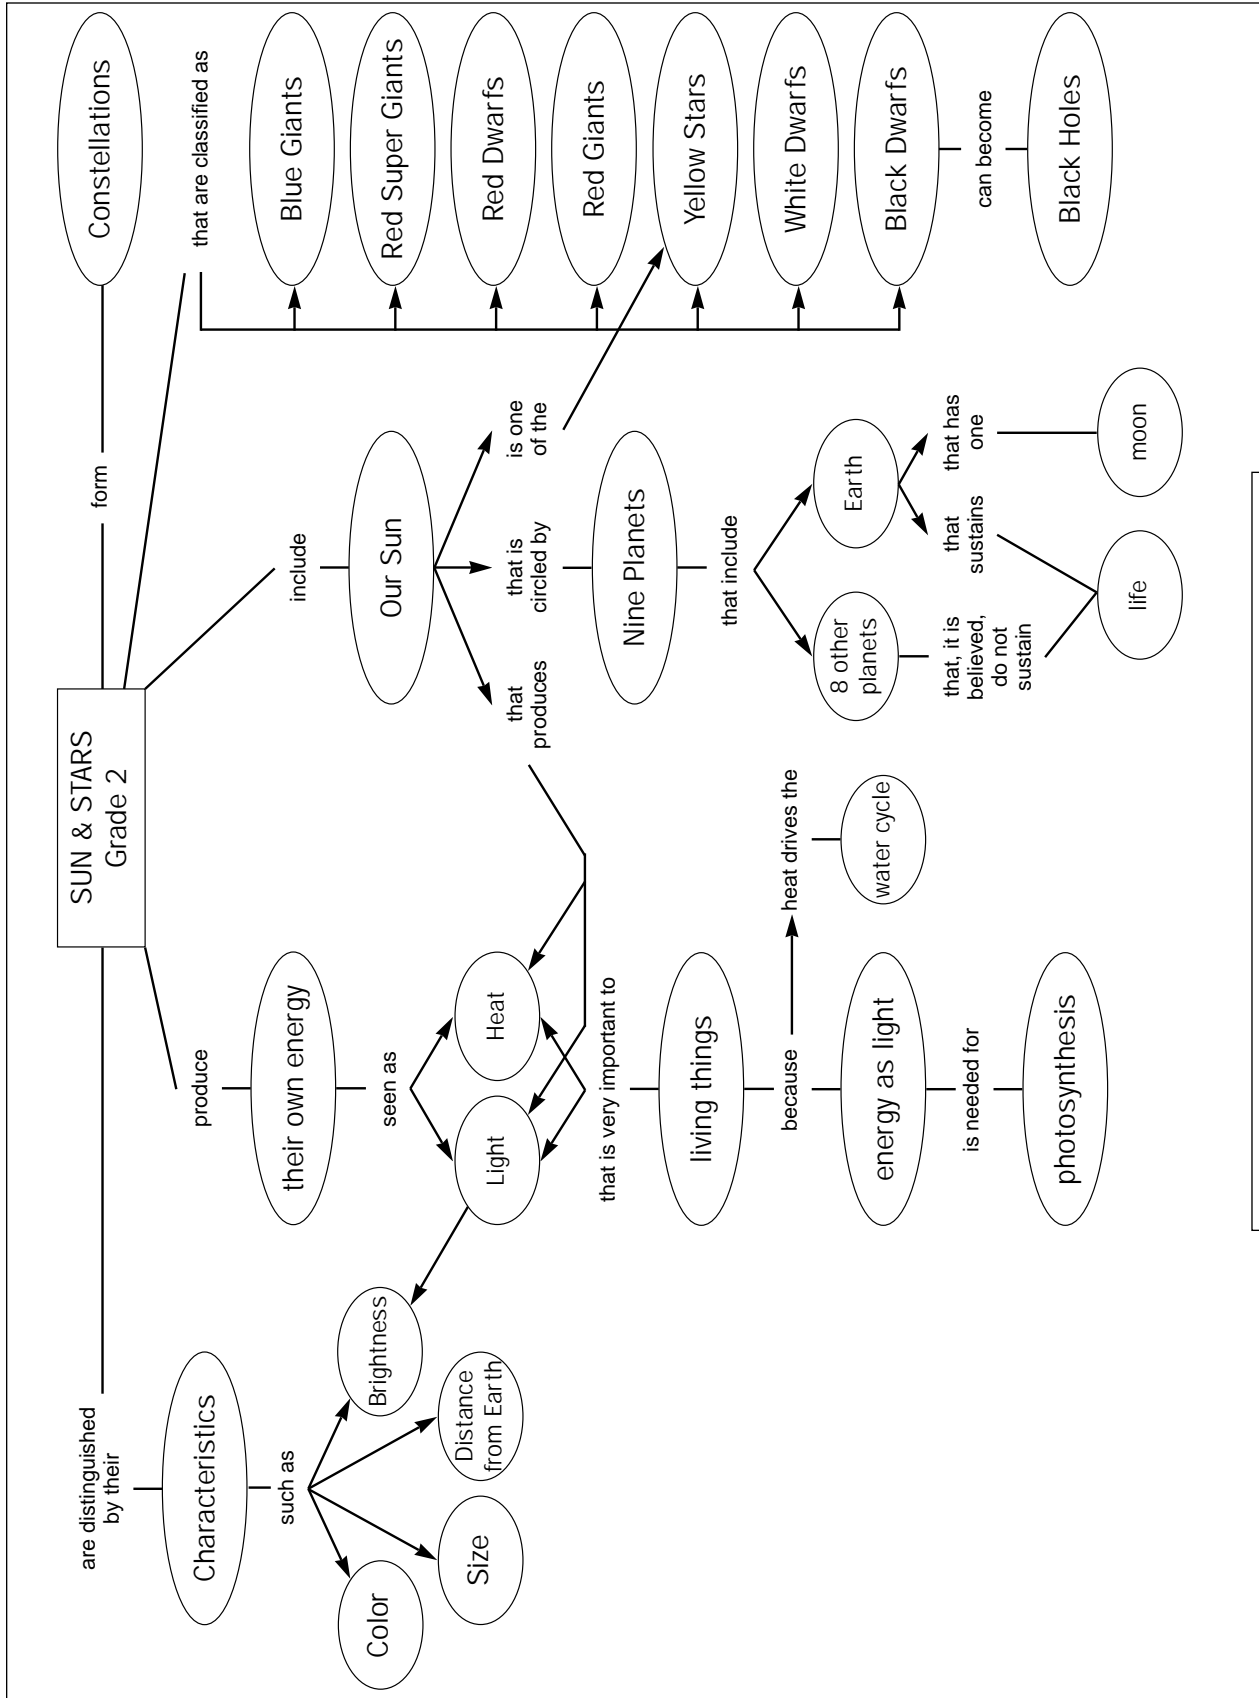 SUN & STARS
Grade 2
are distinguished
by their
Characteristics
such as
Color
Size
Distance
from Earth
Brightness
produce
their own energy
seen as
Light
Heat
that is very important to
living things
because
heat drives the
water cycle
energy as light
is needed for
photosynthesis
include
Our Sun
that
produces
that is
circled by
is one
of the
Nine Planets
that include
8 other
planets
Earth
that, it is
believed,
do not
sustain
that
sustains
that has
one
life
moon
form
Constellations
that are classified as
Blue Giants
Red Super Giants
Red Dwarfs
Red Giants
Yellow Stars
White Dwarfs
Black Dwarfs
can become
Black Holes